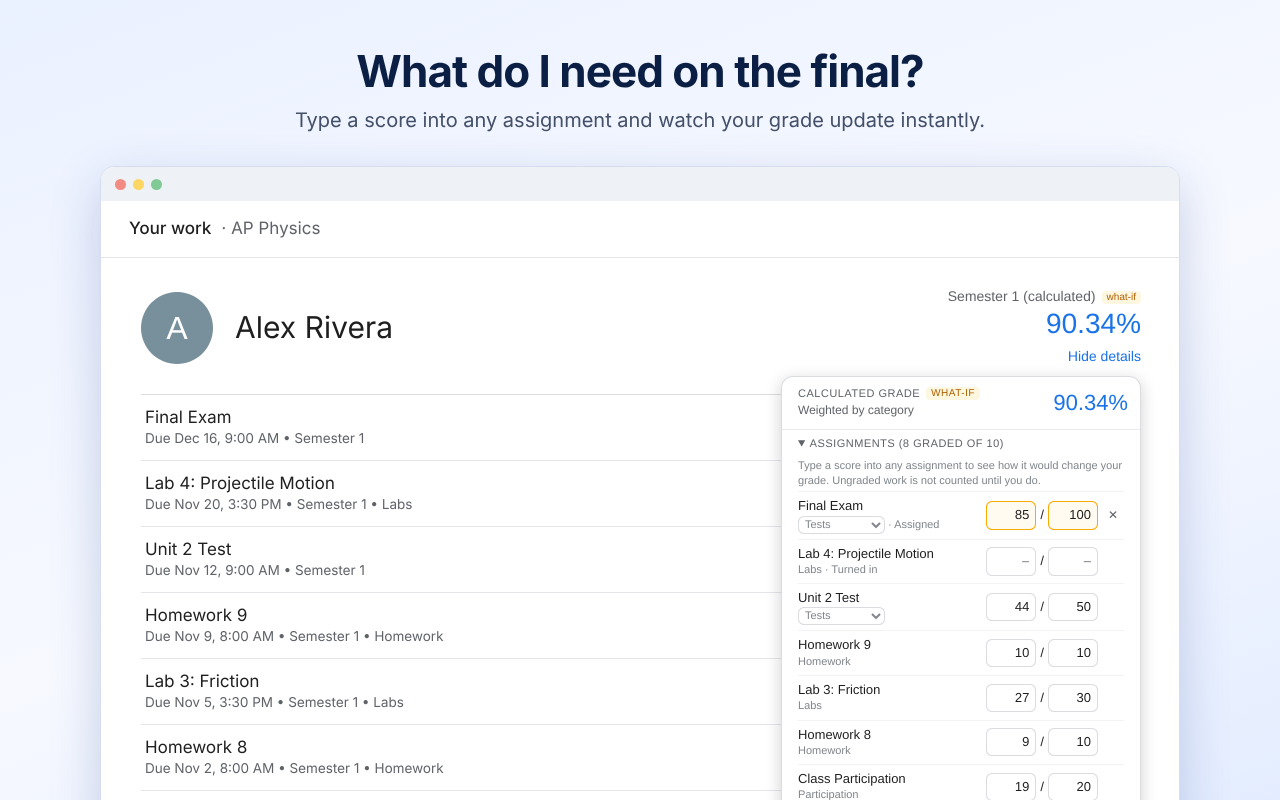 What do I need on the final?
Type a score into any assignment and watch your grade update instantly.
Your work · AP Physics
A
Alex Rivera
Semester 1 (calculated) what-if
90.34%
Hide details
Final Exam
Due Dec 16, 9:00 AM • Semester 1
Lab 4: Projectile Motion
Due Nov 20, 3:30 PM • Semester 1 • Labs
Unit 2 Test
Due Nov 12, 9:00 AM • Semester 1
Homework 9
Due Nov 9, 8:00 AM • Semester 1 • Homework
Lab 3: Friction
Due Nov 5, 3:30 PM • Semester 1 • Labs
Homework 8
Due Nov 2, 8:00 AM • Semester 1 • Homework
CALCULATED GRADE WHAT-IF
Weighted by category
90.34%
▼ ASSIGNMENTS (8 GRADED OF 10)
Type a score into any assignment to see how it would change your
grade. Ungraded work is not counted until you do.
Final Exam
Tests · Assigned
85 / 100 ×
Lab 4: Projectile Motion
Labs · Turned in
– / –
Unit 2 Test
Tests
44 / 50
Homework 9
Homework
10 / 10
Lab 3: Friction
Labs
27 / 30
Homework 8
Homework
9 / 10
Class Participation
Participation
19 / 20